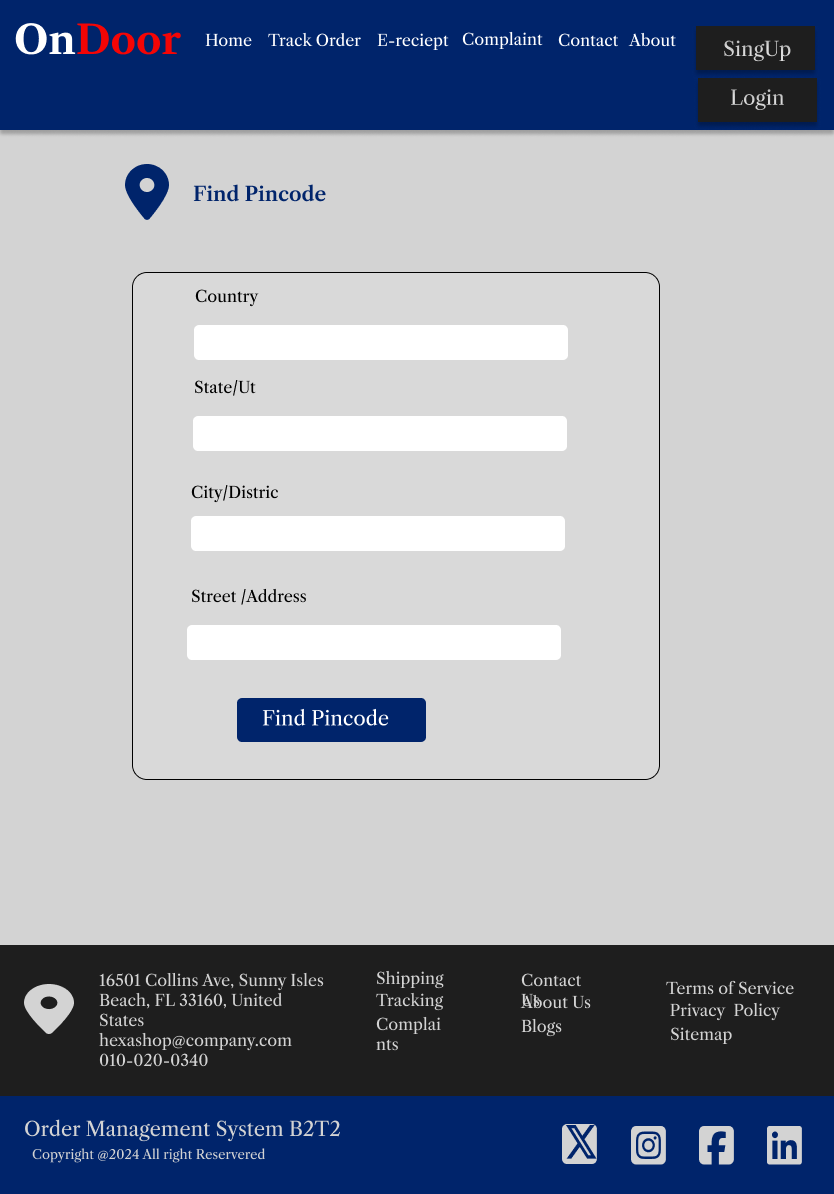 OnDoor
Home Track Order E-reciept Complaint Contact About
SingUp
Login
Find Pincode
Country
State/Ut
City/Distric
Street /Address
Find Pincode
16501 Collins Ave, Sunny Isles
Beach, FL 33160, United
States
hexashop@company.com
010-020-0340
Shipping
Tracking
Complai
nts
Contact
Us
About Us
Blogs
Terms of Service
Privacy Policy
Sitemap
Order Management System B2T2
Copyright @2024 All right Reservered